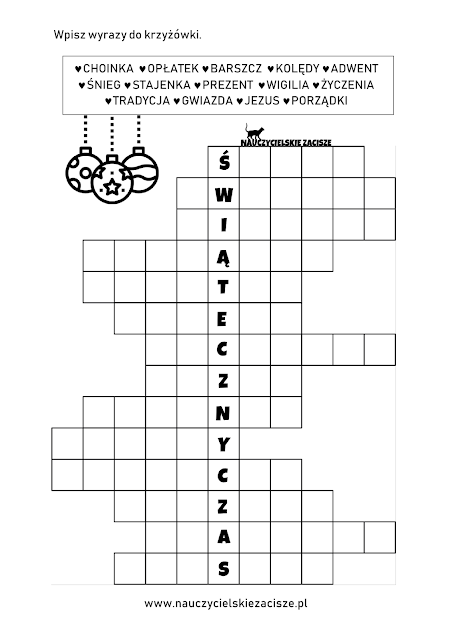 Wpisz wyrazy do krzyżówki.
♥CHOINKA ♥OPŁATEK ♥BARSZCZ ♥KOLĘDY ♥ADWENT
♥ŚNIEG ♥STAJENKA ♥PREZENT ♥WIGILIA ♥ŻYCZENIA
♥TRADYCJA ♥GWIAZDA ♥JEZUS ♥PORZĄDKI
NAUCZYCIELSKIE ZACISZE
Ś
W
I
Ą
T
E
C
Z
N
Y
C
Z
A
S
www.nauczycielskiezacisze.pl